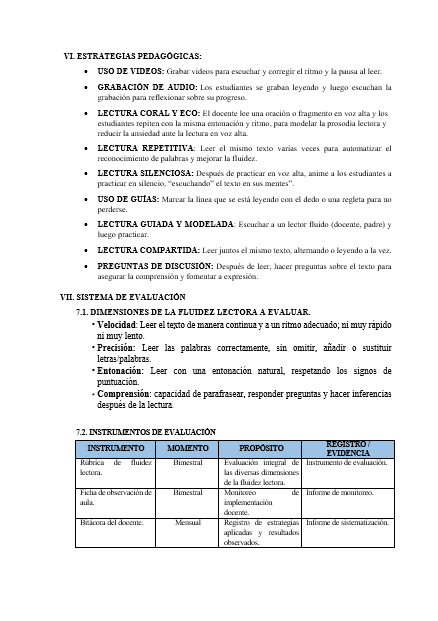 VI. ESTRATEGIAS PEDAGÓGICAS:
• USO DE VIDEOS: Grabar videos para escuchar y corregir el ritmo y la pausa al leer.
• GRABACIÓN DE AUDIO: Los estudiantes se graban leyendo y luego escuchan la
grabación para reflexionar sobre su progreso.
• LECTURA CORAL Y ECO: El docente lee una oración o fragmento en voz alta y los
estudiantes repiten con la misma entonación y ritmo, para modelar la prosodia lectora y
reducir la ansiedad ante la lectura en voz alta.
• LECTURA REPETITIVA: Leer el mismo texto varias veces para automatizar el
reconocimiento de palabras y mejorar la fluidez.
• LECTURA SILENCIOSA: Después de practicar en voz alta, anime a los estudiantes a
practicar en silencio, “escuchando” el texto en sus mentes”.
• USO DE GUÍAS: Marcar la línea que se está leyendo con el dedo o una regleta para no
perderse.
• LECTURA GUIADA Y MODELADA: Escuchar a un lector fluido (docente, padre) y
luego practicar.
• LECTURA COMPARTIDA: Leer juntos el mismo texto, alternando o leyendo a la vez.
• PREGUNTAS DE DISCUSIÓN: Después de leer, hacer preguntas sobre el texto para
asegurar la comprensión y fomentar a expresión.
VII. SISTEMA DE EVALUACIÓN
7.1. DIMENSIONES DE LA FLUIDEZ LECTORA A EVALUAR.
• Velocidad: Leer el texto de manera continua y a un ritmo adecuado; ni muy rápido
ni muy lento.
• Precisión: Leer las palabras correctamente, sin omitir, añadir o sustituir
letras/palabras.
• Entonación: Leer con una entonación natural, respetando los signos de
puntuación.
• Comprensión: capacidad de parafrasear, responder preguntas y hacer inferencias
después de la lectura.
7.2. INSTRUMENTOS DE EVALUACIÓN
INSTRUMENTO MOMENTO PROPÓSITO REGISTRO / EVIDENCIA
Rúbrica de fluidez lectora. Bimestral Evaluación integral de las diversas dimensiones de la fluidez lectora. Instrumento de evaluación.
Ficha de observación de aula. Bimestral Monitoreo de implementación docente. Informe de monitoreo.
Bitácora del docente. Mensual Registro de estrategias aplicadas y resultados observados. Informe de sistematización.